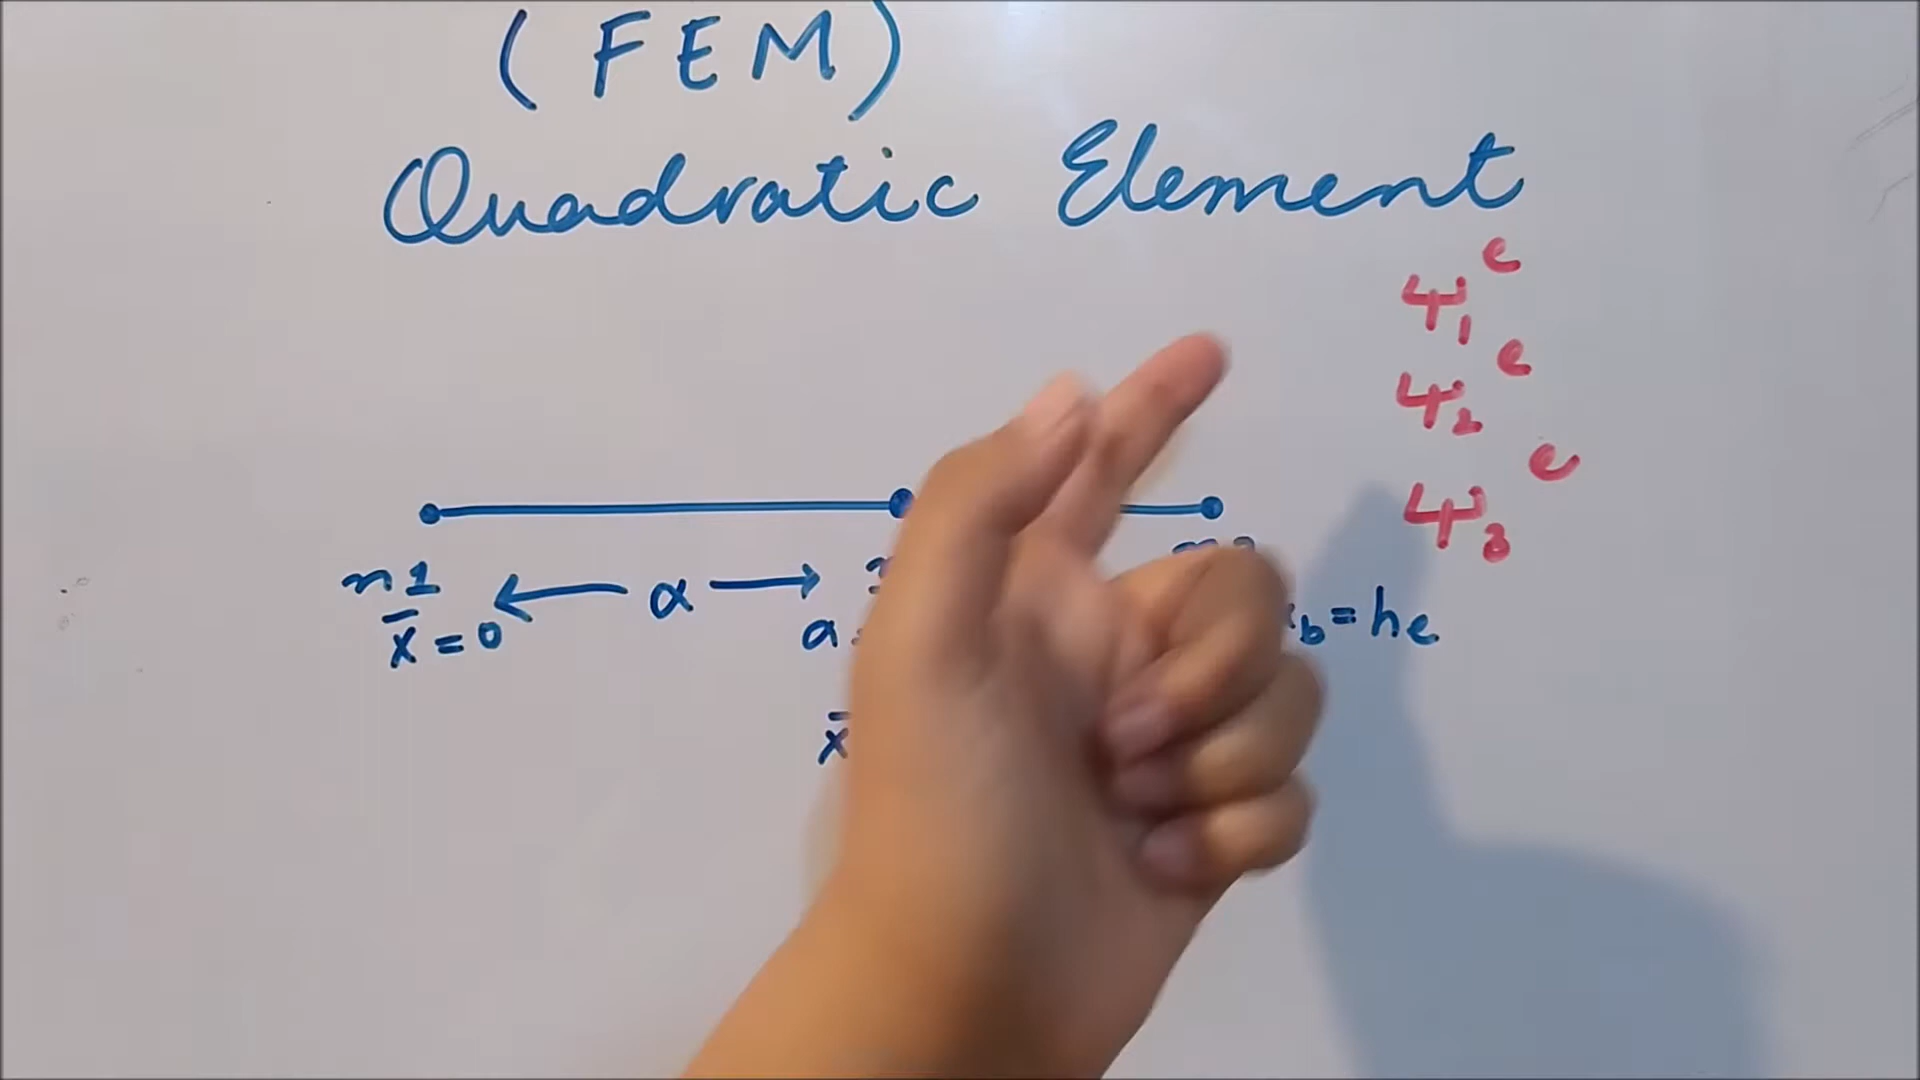 (FEM)
Quadratic Element
ψ₁ᵉ
ψ₂ᵉ
ψ₃ᵉ
n1 ← α →
x̄ = 0
a
b = he
x̄